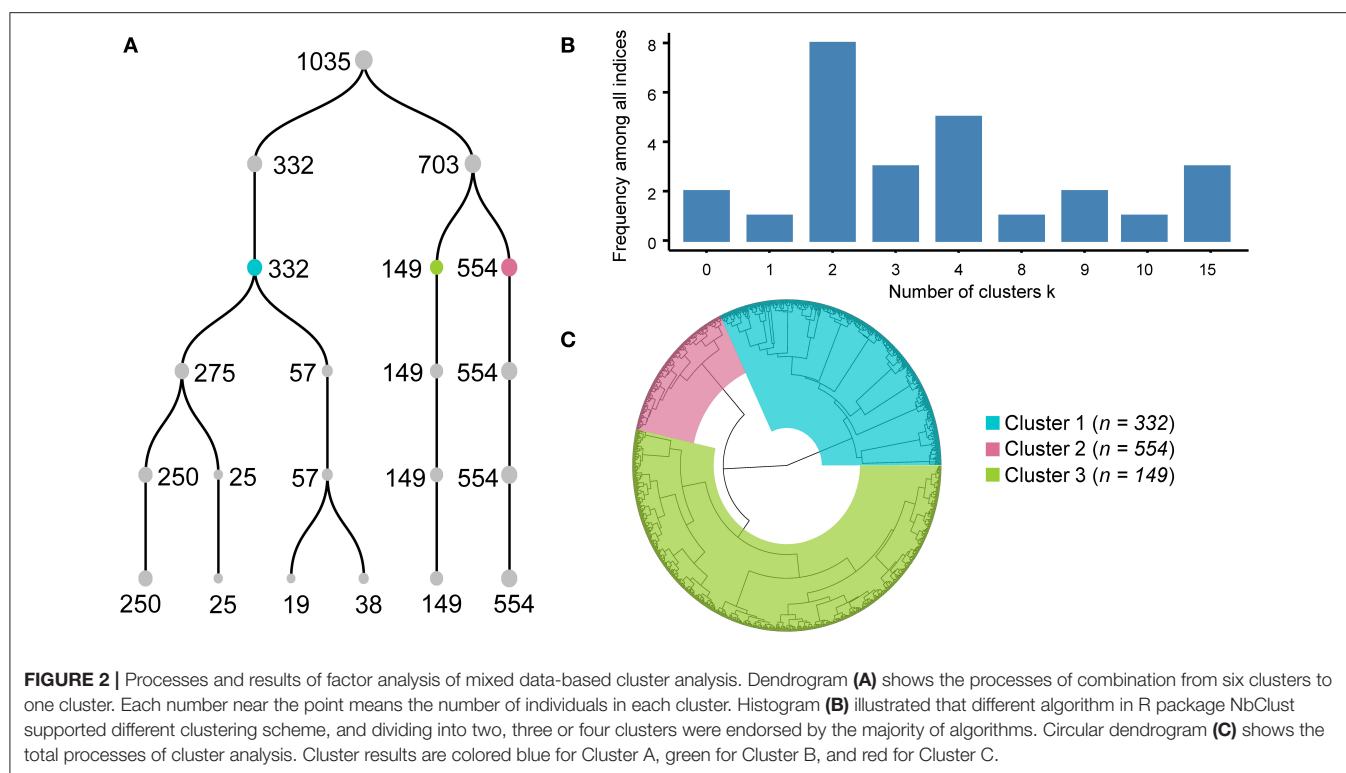 A
1035
332
703
332
149
554
275
57
149
554
250
25
57
149
554
250
25
19
38
149
554
B
Frequency among all indices
8
6
4
2
0
0 1 2 3 4 8 9 10 15
Number of clusters k
C
Cluster 1 (n = 332)
Cluster 2 (n = 554)
Cluster 3 (n = 149)
FIGURE 2 | Processes and results of factor analysis of mixed data-based cluster analysis. Dendrogram (A) shows the processes of combination from six clusters to
one cluster. Each number near the point means the number of individuals in each cluster. Histogram (B) illustrated that different algorithm in R package NbClust
supported different clustering scheme, and dividing into two, three or four clusters were endorsed by the majority of algorithms. Circular dendrogram (C) shows the
total processes of cluster analysis. Cluster results are colored blue for Cluster A, green for Cluster B, and red for Cluster C.